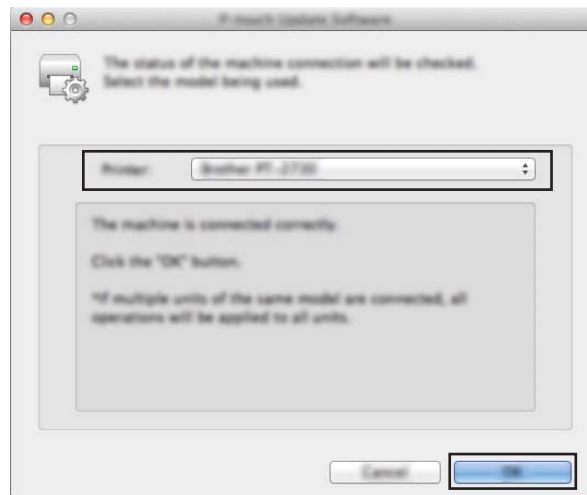 P-touch Update Software
The status of the machine connection will be checked.
Select the model being used.
Printer:
Brother PT-2730
The machine is connected correctly.
Click the "OK" button.
*If multiple units of the same model are connected, all
operations will be applied to all units.
Cancel
OK